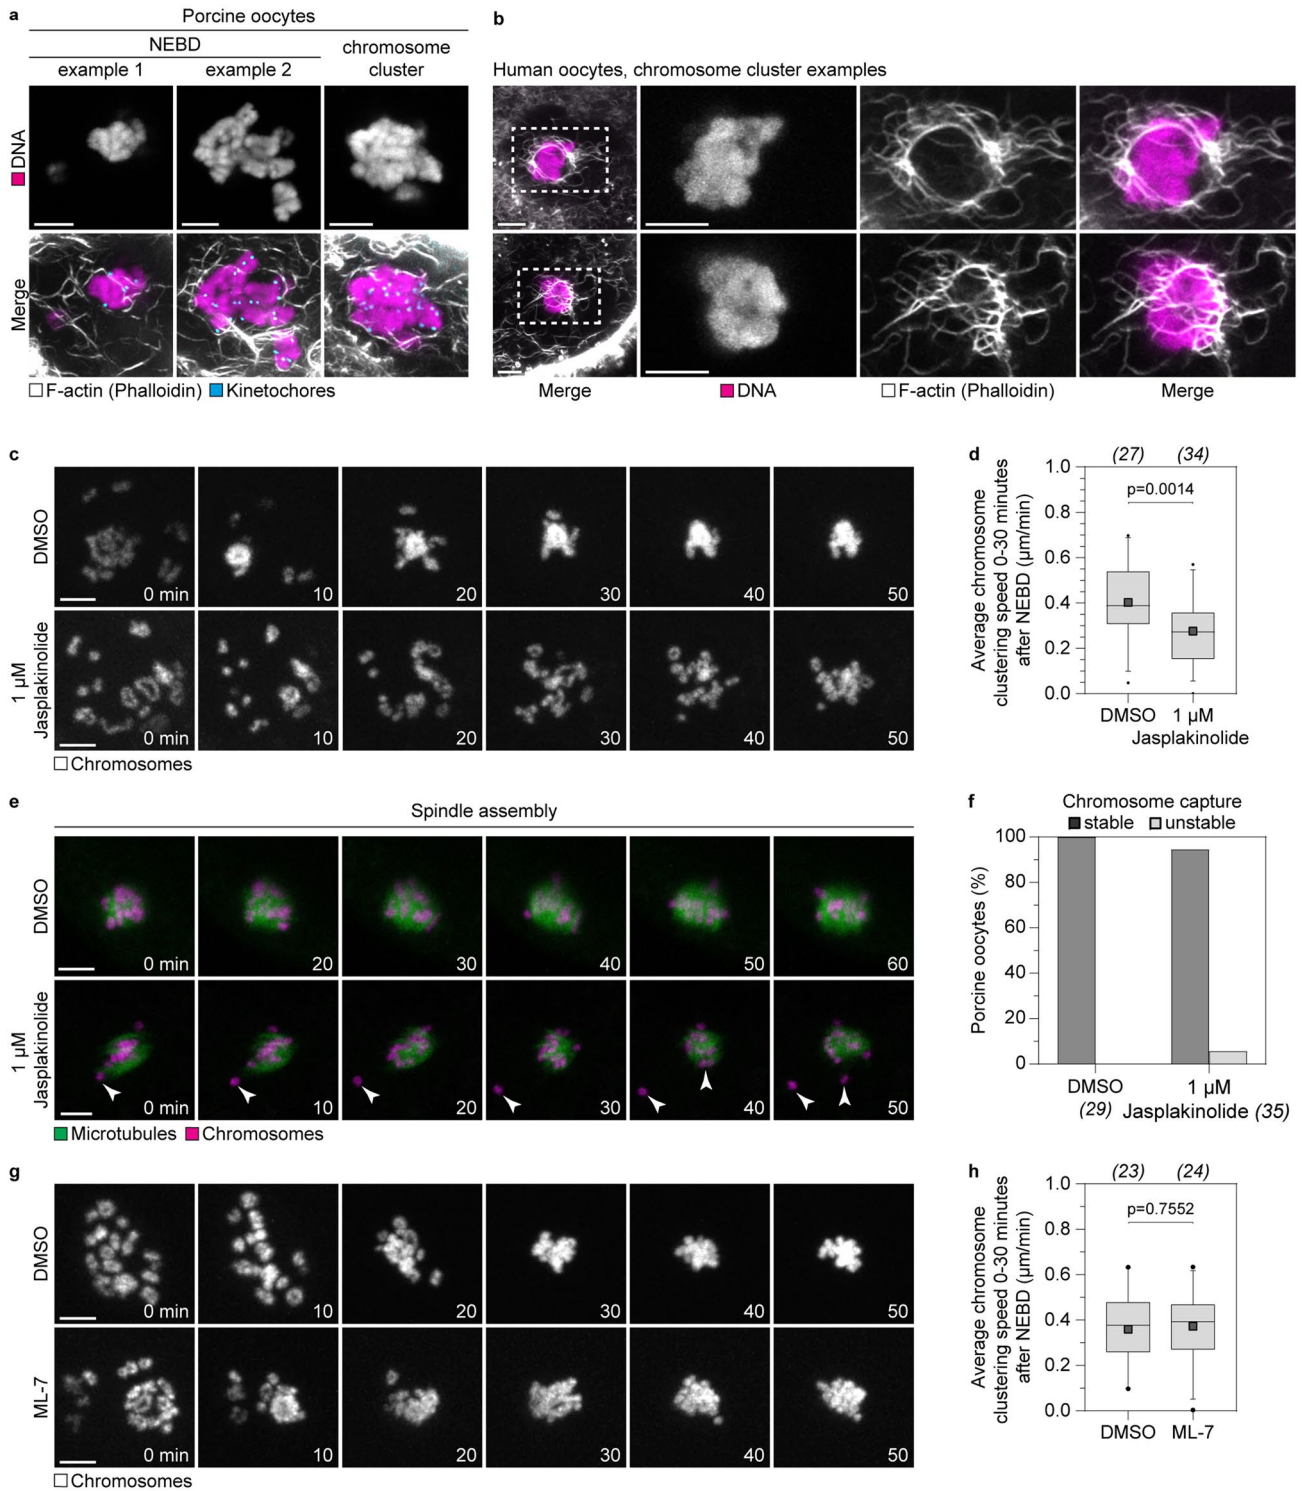 a
Porcine oocytes
NEBD
chromosome cluster
example 1
example 2
DNA
Merge
F-actin (Phalloidin)
Kinetochores
b
Human oocytes, chromosome cluster examples
Merge
DNA
F-actin (Phalloidin)
Merge
c
DMSO
0 min
10
20
30
40
50
1 µM
Jasplakinolide
0 min
10
20
30
40
50
Chromosomes
d
(27)
(34)
p=0.0014
Average chromosome
clustering speed 0-30 minutes
after NEBD (µm/min)
1.0
0.8
0.6
0.4
0.2
0.0
DMSO
1 µM
Jasplakinolide
e
Spindle assembly
DMSO
0 min
20
30
40
50
60
1 µM
Jasplakinolide
0 min
10
20
30
40
50
Microtubules
Chromosomes
f
Chromosome capture
stable
unstable
Porcine oocytes (%)
100
80
60
40
20
0
DMSO
(29)
1 µM
Jasplakinolide (35)
g
DMSO
0 min
10
20
30
40
50
ML-7
0 min
10
20
30
40
50
Chromosomes
h
(23)
(24)
p=0.7552
Average chromosome
clustering speed 0-30 minutes
after NEBD (µm/min)
1.0
0.8
0.6
0.4
0.2
0.0
DMSO
ML-7